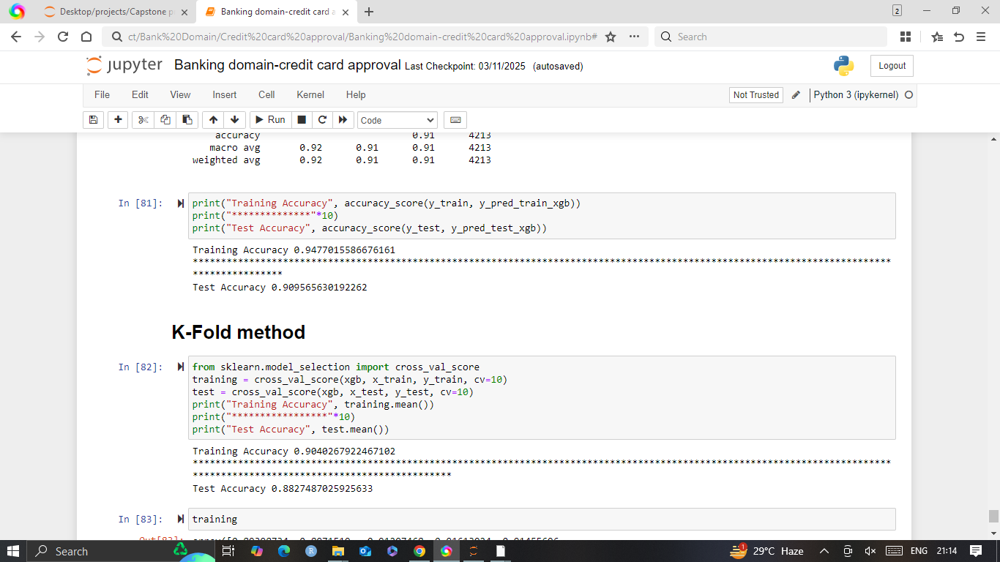 Desktop/projects/Capstone p
Banking domain-credit card a
2
ct/Bank%20Domain/Credit%20card%20approval/Banking%20domain-credit%20card%20approval.ipynb#
Search
jupyter Banking domain-credit card approval Last Checkpoint: 03/11/2025 (autosaved)
Logout
File Edit View Insert Cell Kernel Help
Not Trusted
Python 3 (ipykernel)
Run
Code
accuracy 0.91 4213
macro avg 0.92 0.91 0.91 4213
weighted avg 0.92 0.91 0.91 4213
In [81]:
print("Training Accuracy", accuracy_score(y_train, y_pred_train_xgb))
print("**************"*10)
print("Test Accuracy", accuracy_score(y_test, y_pred_test_xgb))
Training Accuracy 0.9477015586676161
****************************************************************************************************************************
****************
Test Accuracy 0.909565630192262
K-Fold method
In [82]:
from sklearn.model_selection import cross_val_score
training = cross_val_score(xgb, x_train, y_train, cv=10)
test = cross_val_score(xgb, x_test, y_test, cv=10)
print("Training Accuracy", training.mean())
print("*****************"*10)
print("Test Accuracy", test.mean())
Training Accuracy 0.9040267922467102
****************************************************************************************************************************
**********************************************
Test Accuracy 0.8827487025925633
In [83]:
training
Search
1
29°C Haze
ENG
21:14